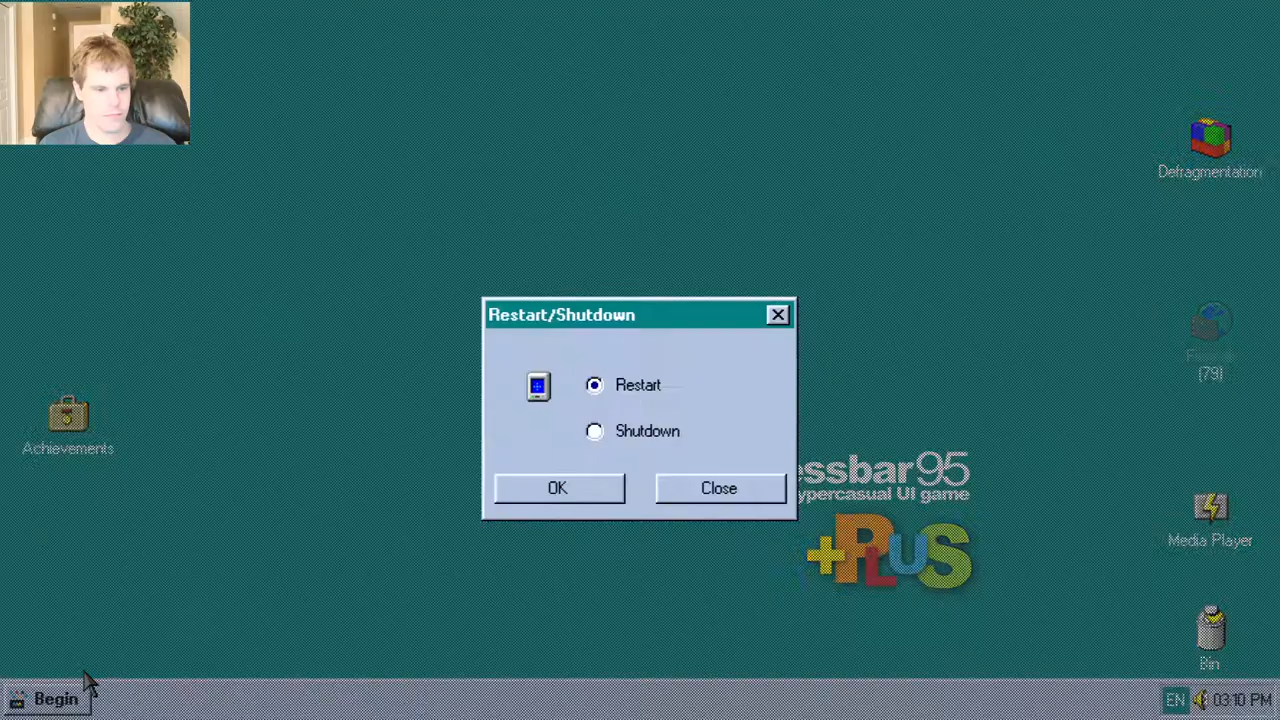 Defragmentation
Restart/Shutdown
(79)
Restart
Achievements
Shutdown
essbar95
ypercasual UI game
OK
Close
+PLUS
Media Player
Bin
Begin
EN
03:10 PM